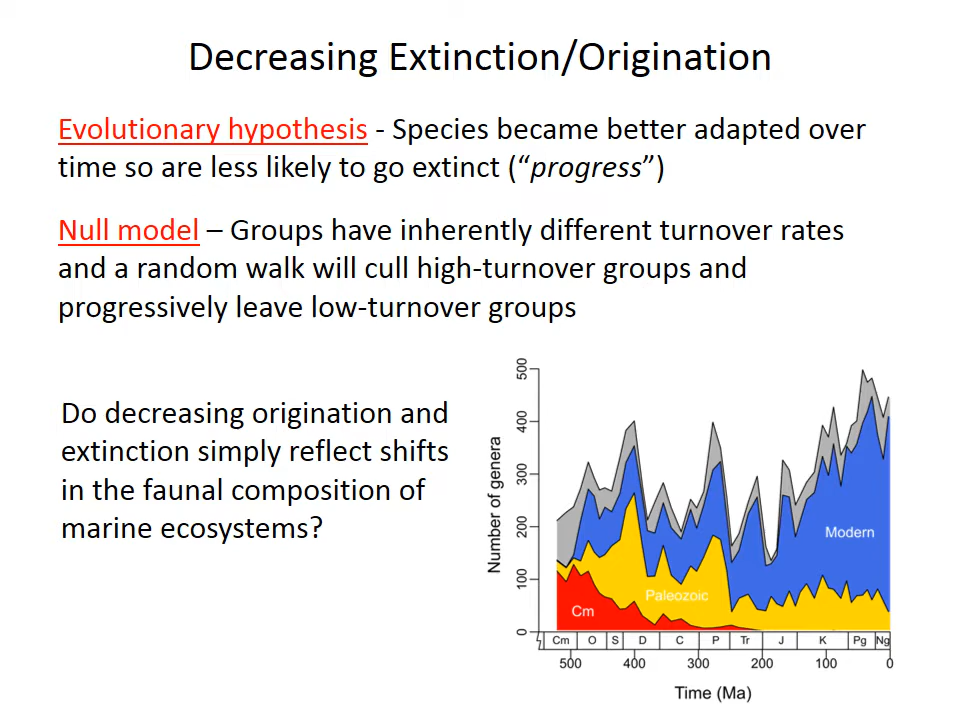 Decreasing Extinction/Origination
Evolutionary hypothesis - Species became better adapted over
time so are less likely to go extinct (“progress”)
Null model – Groups have inherently different turnover rates
and a random walk will cull high-turnover groups and
progressively leave low-turnover groups
Do decreasing origination and
extinction simply reflect shifts
in the faunal composition of
marine ecosystems?
Number of genera
500
400
300
200
100
0
Modern
Paleozoic
Cm
Cm O S D C P Tr J K Pg Ng
500 400 300 200 100 0
Time (Ma)